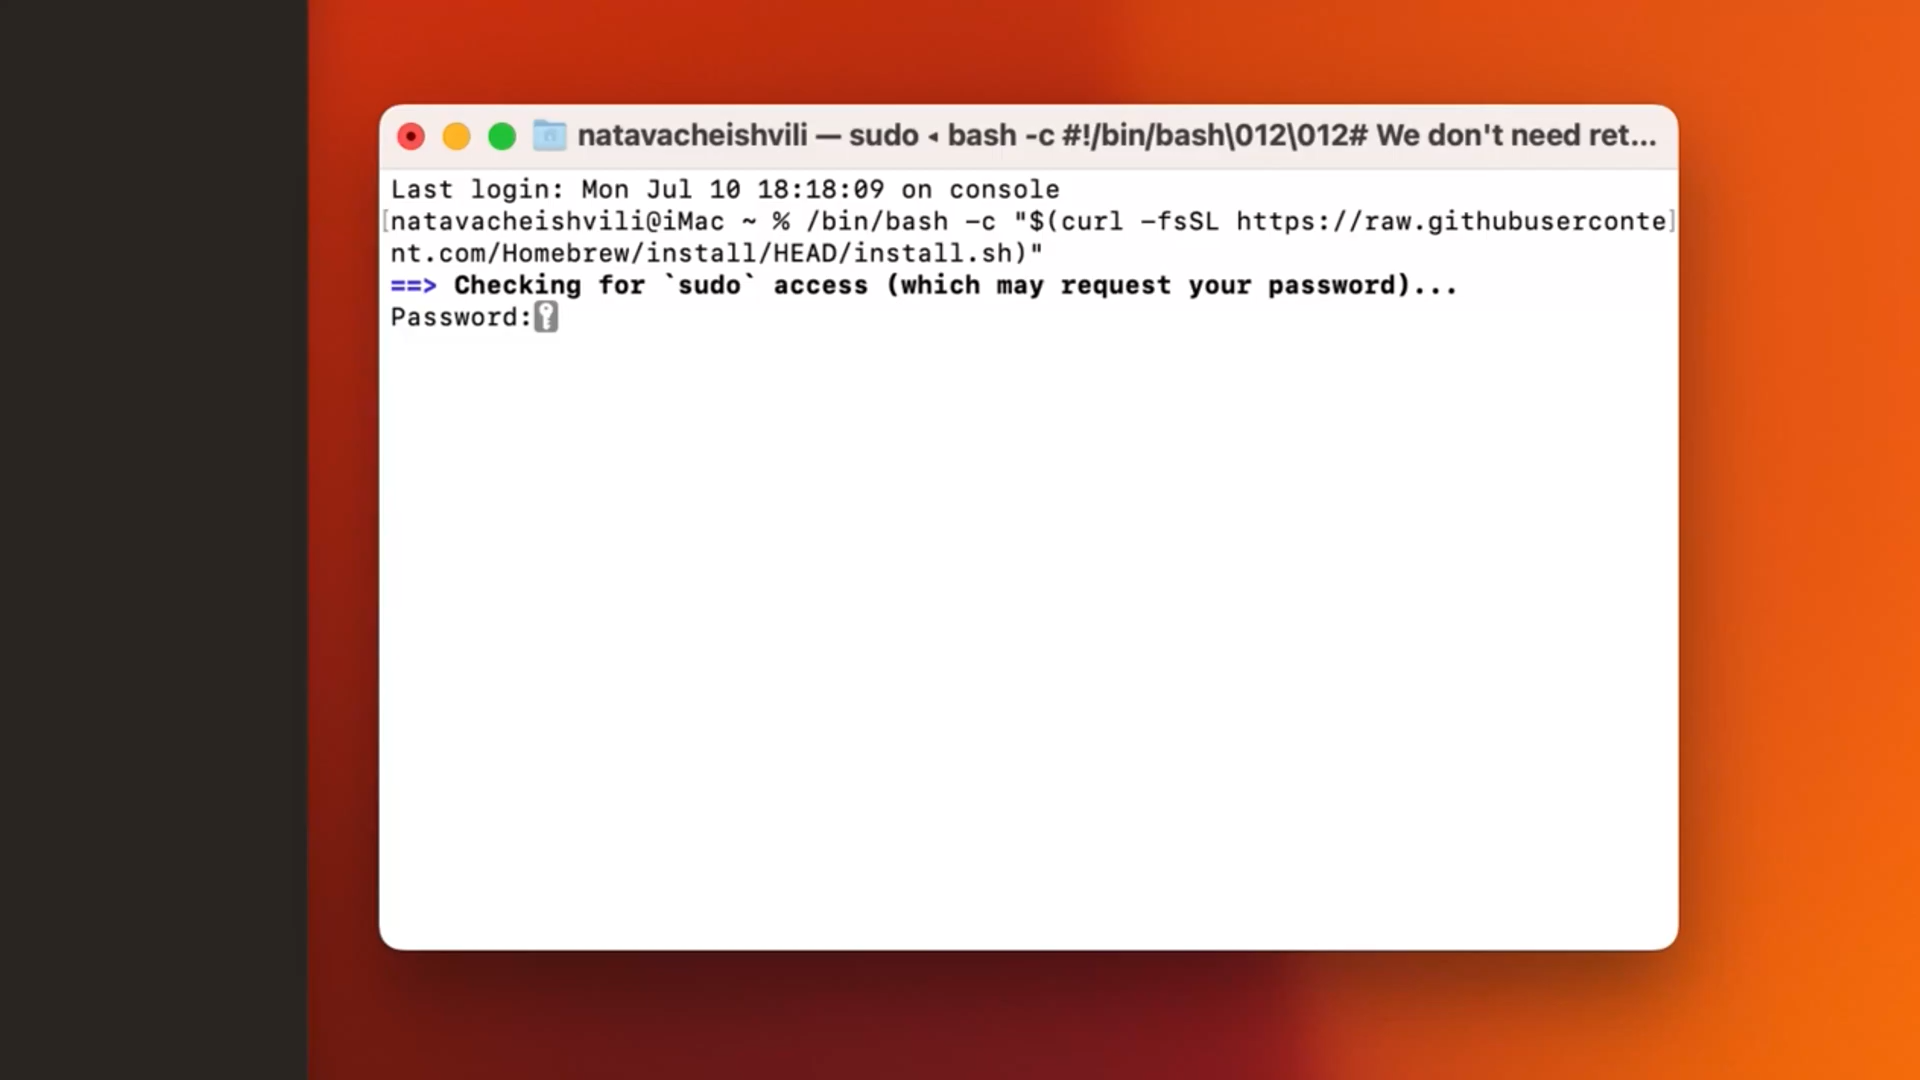 natavacheishvili — sudo ◂ bash -c #!/bin/bash\012\012# We don't need ret...
Last login: Mon Jul 10 18:18:09 on console
[natavacheishvili@iMac ~ % /bin/bash -c "$(curl -fsSL https://raw.githubuserconte]
nt.com/Homebrew/install/HEAD/install.sh)"
==> Checking for `sudo` access (which may request your password)...
Password: